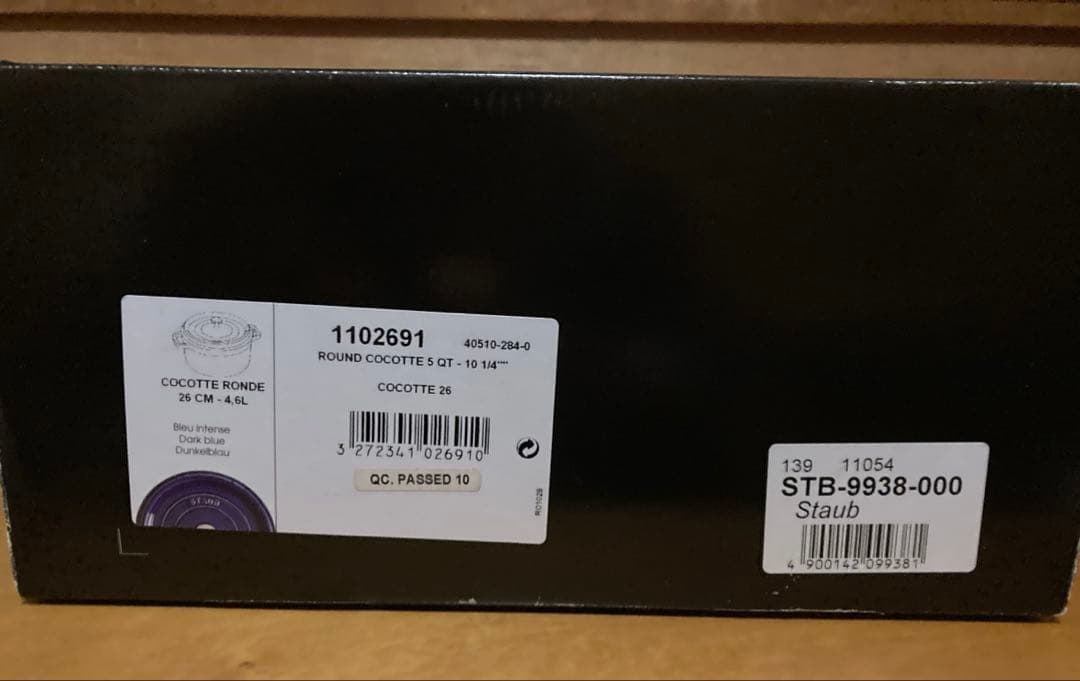 COCOTTE RONDE
26 CM - 4,6L
Bleu intense
Dark blue
Dunkelblau
STAUB
1102691 40510-284-0
ROUND COCOTTE 5 QT - 10 1/4""
COCOTTE 26
3 272341 026910
QC. PASSED 10
RO1029
139 11054
STB-9938-000
Staub
4 900142 099381